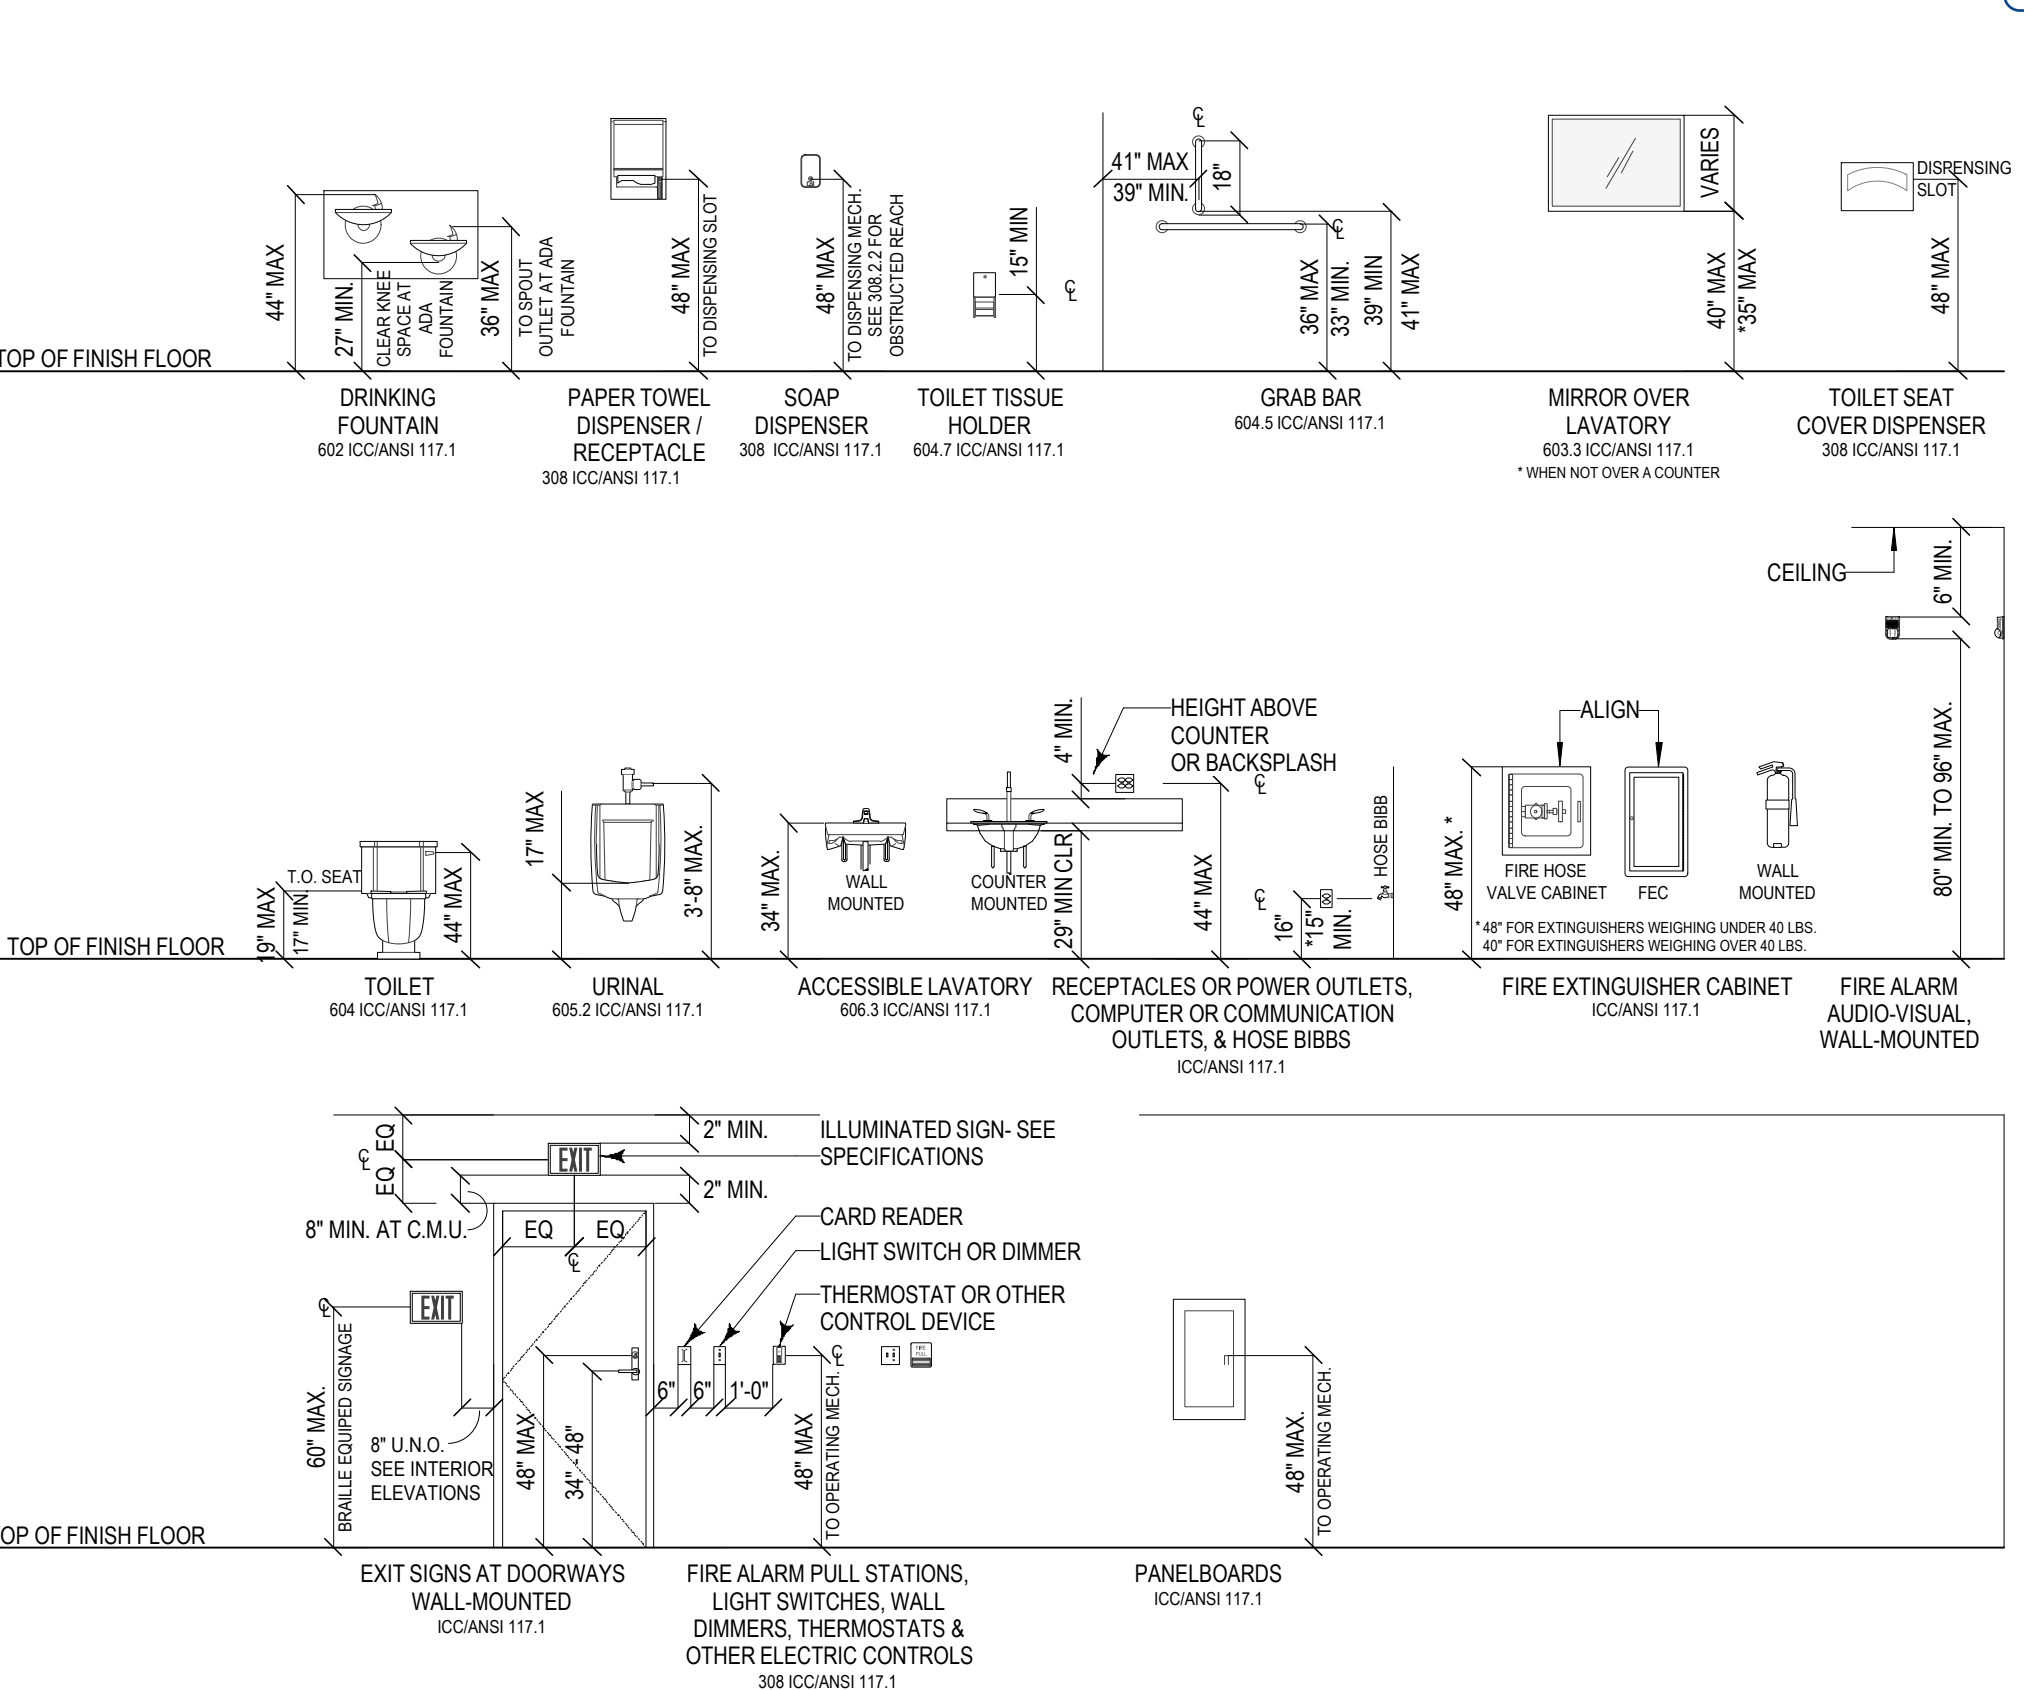 ℄
41" MAX
39" MIN.
18"
VARIES
DISPENSING
SLOT
44" MAX
27" MIN.
CLEAR KNEE
SPACE AT
ADA
FOUNTAIN
36" MAX
TO SPOUT
OUTLET AT ADA
FOUNTAIN
48" MAX
TO DISPENSING SLOT
48" MAX
TO DISPENSING MECH.
SEE 308.2.2 FOR
OBSTRUCTED REACH
15" MIN
℄
℄
36" MAX
33" MIN.
39" MIN
41" MAX
40" MAX
*35" MAX
48" MAX
TOP OF FINISH FLOOR
DRINKING
FOUNTAIN
602 ICC/ANSI 117.1
PAPER TOWEL
DISPENSER /
RECEPTACLE
308 ICC/ANSI 117.1
SOAP
DISPENSER
308 ICC/ANSI 117.1
TOILET TISSUE
HOLDER
604.7 ICC/ANSI 117.1
GRAB BAR
604.5 ICC/ANSI 117.1
MIRROR OVER
LAVATORY
603.3 ICC/ANSI 117.1
* WHEN NOT OVER A COUNTER
TOILET SEAT
COVER DISPENSER
308 ICC/ANSI 117.1
CEILING
6" MIN.
80" MIN. TO 96" MAX.
T.O. SEAT
19" MAX
17" MIN.
44" MAX
17" MAX
3'-8" MAX.
34" MAX.
WALL
MOUNTED
COUNTER
MOUNTED
4" MIN.
29" MIN CLR
HEIGHT ABOVE
COUNTER
OR BACKSPLASH
℄
44" MAX
℄
16"
*15"
MIN.
HOSE BIBB
48" MAX. *
ALIGN
FIRE HOSE
VALVE CABINET
FEC
WALL
MOUNTED
* 48" FOR EXTINGUISHERS WEIGHING UNDER 40 LBS.
40" FOR EXTINGUISHERS WEIGHING OVER 40 LBS.
TOP OF FINISH FLOOR
TOILET
604 ICC/ANSI 117.1
URINAL
605.2 ICC/ANSI 117.1
ACCESSIBLE LAVATORY
606.3 ICC/ANSI 117.1
RECEPTACLES OR POWER OUTLETS,
COMPUTER OR COMMUNICATION
OUTLETS, & HOSE BIBBS
ICC/ANSI 117.1
FIRE EXTINGUISHER CABINET
ICC/ANSI 117.1
FIRE ALARM
AUDIO-VISUAL,
WALL-MOUNTED
EQ
℄
EQ
EXIT
2" MIN.
ILLUMINATED SIGN- SEE
SPECIFICATIONS
2" MIN.
8" MIN. AT C.M.U.
EQ
EQ
℄
CARD READER
LIGHT SWITCH OR DIMMER
THERMOSTAT OR OTHER
CONTROL DEVICE
℄
EXIT
60" MAX.
BRAILLE EQUIPED SIGNAGE
8" U.N.O.
SEE INTERIOR
ELEVATIONS
48" MAX
34" - 48"
6"
6"
1'-0"
℄
48" MAX
TO OPERATING MECH.
FIRE
PULL
48" MAX.
TO OPERATING MECH.
OP OF FINISH FLOOR
EXIT SIGNS AT DOORWAYS
WALL-MOUNTED
ICC/ANSI 117.1
FIRE ALARM PULL STATIONS,
LIGHT SWITCHES, WALL
DIMMERS, THERMOSTATS &
OTHER ELECTRIC CONTROLS
308 ICC/ANSI 117.1
PANELBOARDS
ICC/ANSI 117.1